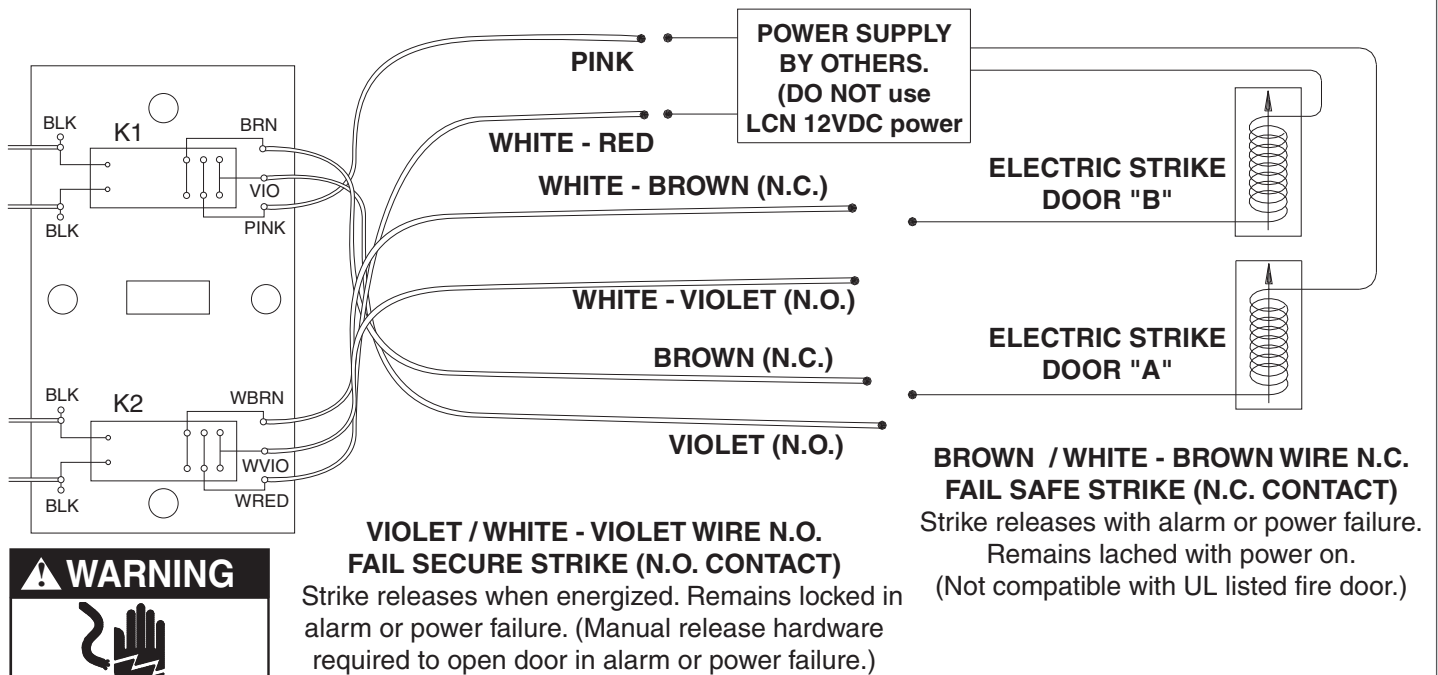 POWER SUPPLY
BY OTHERS.
(DO NOT use
LCN 12VDC power
PINK
WHITE - RED
WHITE - BROWN (N.C.)
WHITE - VIOLET (N.O.)
BROWN (N.C.)
VIOLET (N.O.)
ELECTRIC STRIKE
DOOR "B"
ELECTRIC STRIKE
DOOR "A"
BLK
K1
BRN
VIO
PINK
BLK
BLK
K2
WBRN
WVIO
WRED
BLK
VIOLET / WHITE - VIOLET WIRE N.O.
FAIL SECURE STRIKE (N.O. CONTACT)
Strike releases when energized. Remains locked in
alarm or power failure. (Manual release hardware
required to open door in alarm or power failure.)
BROWN / WHITE - BROWN WIRE N.C.
FAIL SAFE STRIKE (N.C. CONTACT)
Strike releases with alarm or power failure.
Remains lached with power on.
(Not compatible with UL listed fire door.)
WARNING